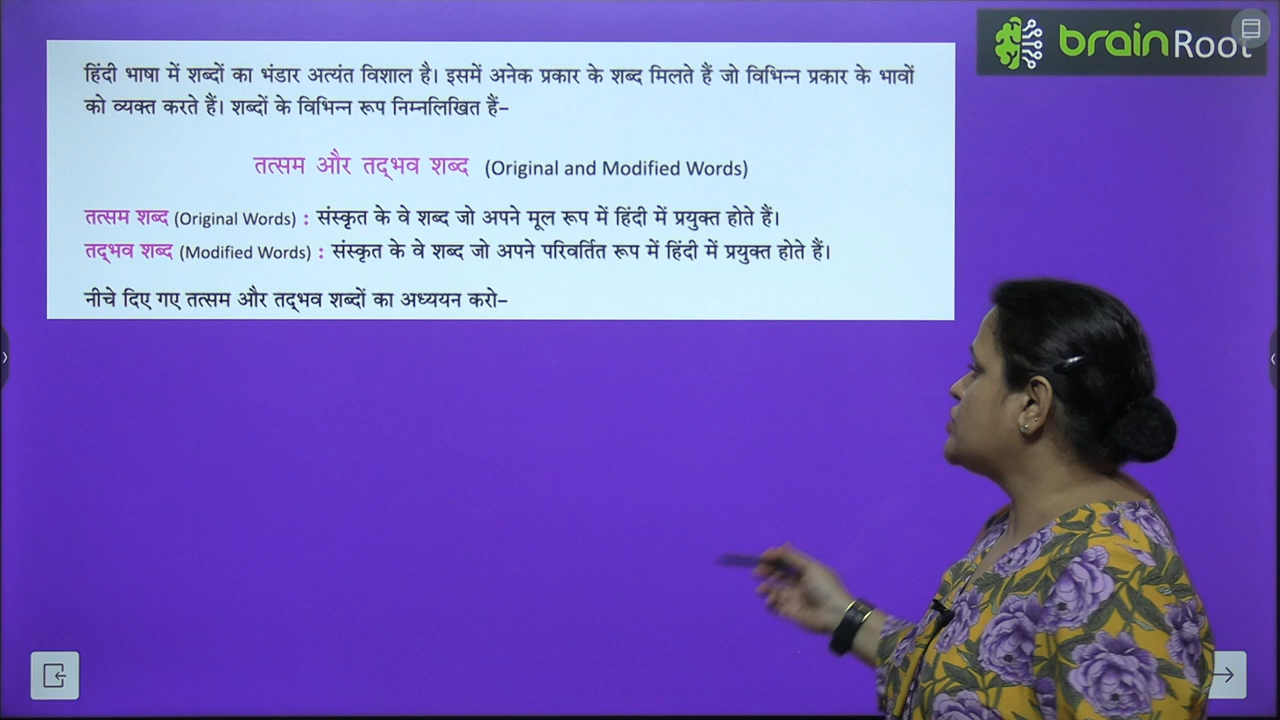 brainRoot
हिंदी भाषा में शब्दों का भंडार अत्यंत विशाल है। इसमें अनेक प्रकार के शब्द मिलते हैं जो विभिन्न प्रकार के भावों
को व्यक्त करते हैं। शब्दों के विभिन्न रूप निम्नलिखित हैं–
तत्सम और तद्भव शब्द (Original and Modified Words)
तत्सम शब्द (Original Words) : संस्कृत के वे शब्द जो अपने मूल रूप में हिंदी में प्रयुक्त होते हैं।
तद्भव शब्द (Modified Words) : संस्कृत के वे शब्द जो अपने परिवर्तित रूप में हिंदी में प्रयुक्त होते हैं।
नीचे दिए गए तत्सम और तद्भव शब्दों का अध्ययन करो–